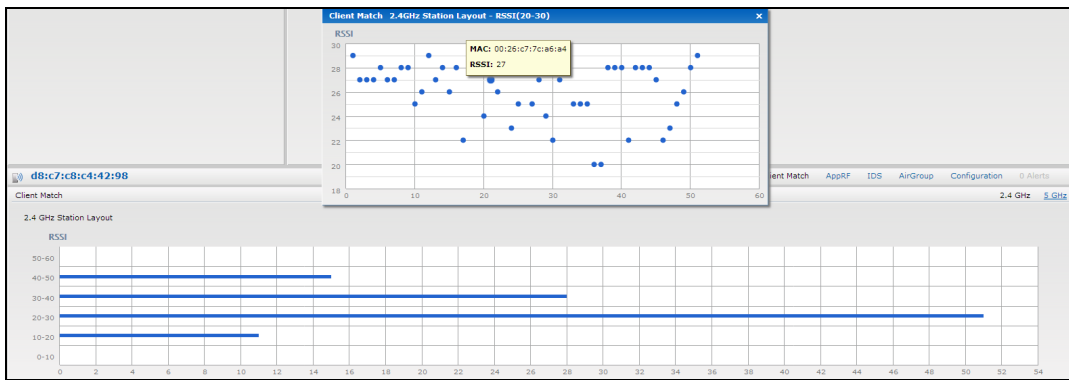 Client Match 2.4GHz Station Layout - RSSI(20-30) ×
RSSI
30
28
26
24
22
20
18
0 10 20 30 40 50 60
MAC: 00:26:c7:7c:a6:a4
RSSI: 27
d8:c7:c8:c4:42:98
ient Match AppRF IDS AirGroup Configuration 0 Alerts
Client Match 2.4 GHz 5 GHz
2.4 GHz Station Layout
RSSI
50-60
40-50
30-40
20-30
10-20
0-10
0 2 4 6 8 10 12 14 16 18 20 22 24 26 28 30 32 34 36 38 40 42 44 46 48 50 52 54